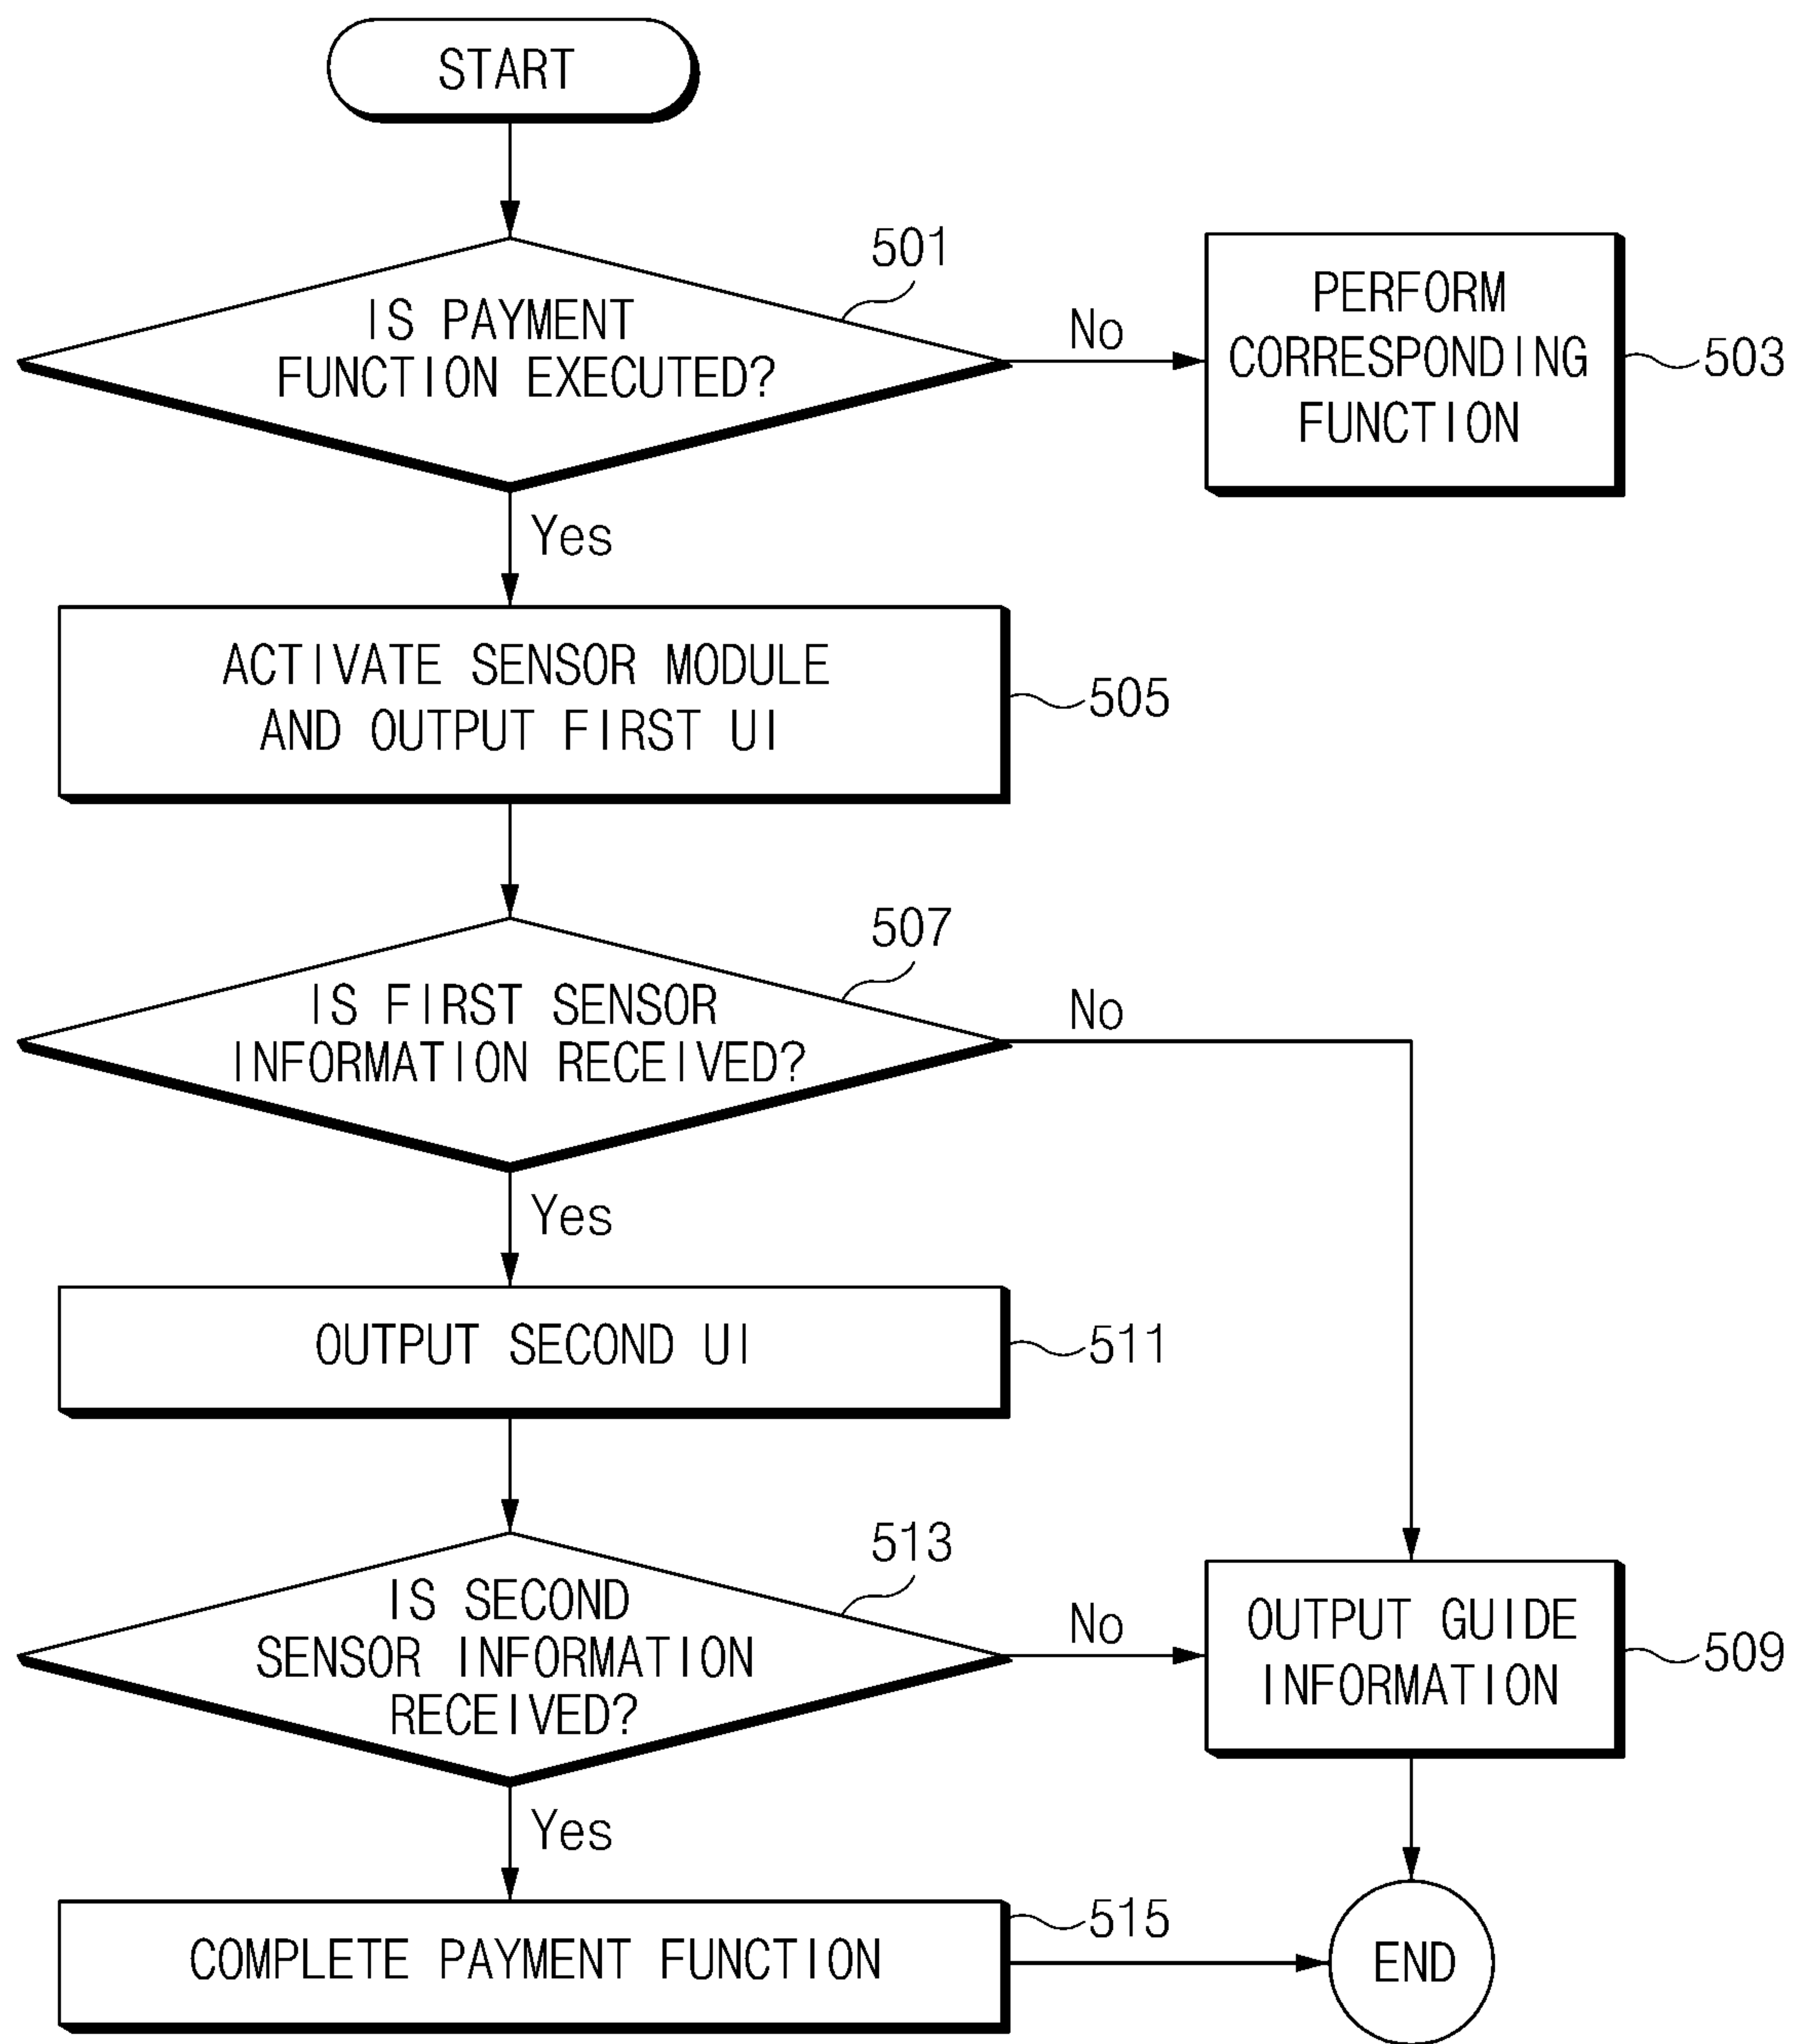 START
501
IS PAYMENT
FUNCTION EXECUTED?
No
PERFORM
CORRESPONDING
FUNCTION
503
Yes
ACTIVATE SENSOR MODULE
AND OUTPUT FIRST UI
505
507
IS FIRST SENSOR
INFORMATION RECEIVED?
No
Yes
OUTPUT SECOND UI
511
513
IS SECOND
SENSOR INFORMATION
RECEIVED?
No
OUTPUT GUIDE
INFORMATION
509
Yes
COMPLETE PAYMENT FUNCTION
515
END